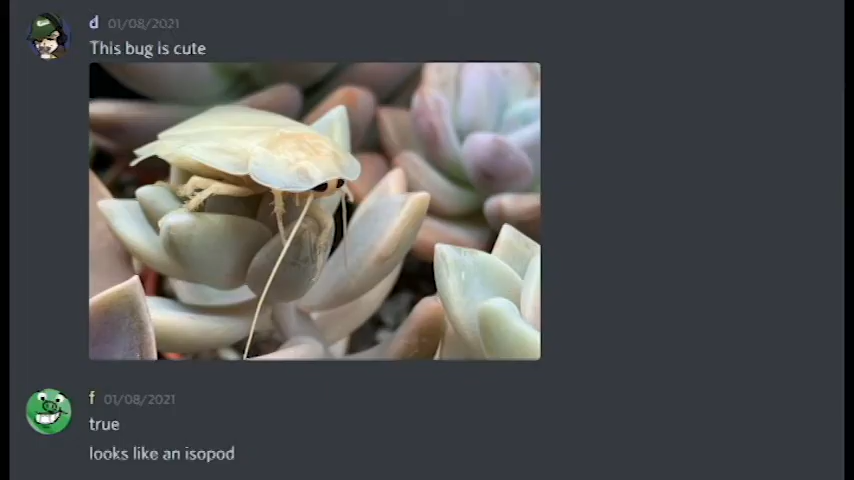 d 01/08/2021
This bug is cute
f 01/08/2021
true
looks like an isopod